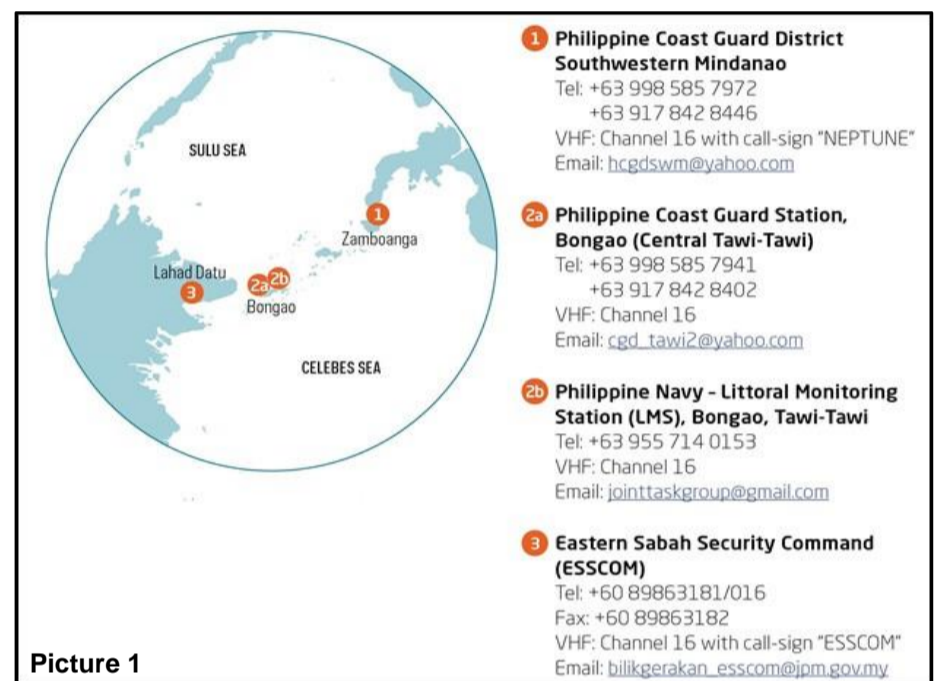 SULU SEA
1
Zamboanga
Lahad Datu
3
2a
2b
Bongao
CELEBES SEA
1 Philippine Coast Guard District
Southwestern Mindanao
Tel: +63 998 585 7972
+63 917 842 8446
VHF: Channel 16 with call-sign "NEPTUNE"
Email: hcgdswm@yahoo.com
2a Philippine Coast Guard Station,
Bongao (Central Tawi-Tawi)
Tel: +63 998 585 7941
+63 917 842 8402
VHF: Channel 16
Email: cgd_tawi2@yahoo.com
2b Philippine Navy – Littoral Monitoring
Station (LMS), Bongao, Tawi-Tawi
Tel: +63 955 714 0153
VHF: Channel 16
Email: jointtaskgroup@gmail.com
3 Eastern Sabah Security Command
(ESSCOM)
Tel: +60 89863181/016
Fax: +60 89863182
VHF: Channel 16 with call-sign "ESSCOM"
Email: bilikgerakan_esscom@jpm.gov.my
Picture 1